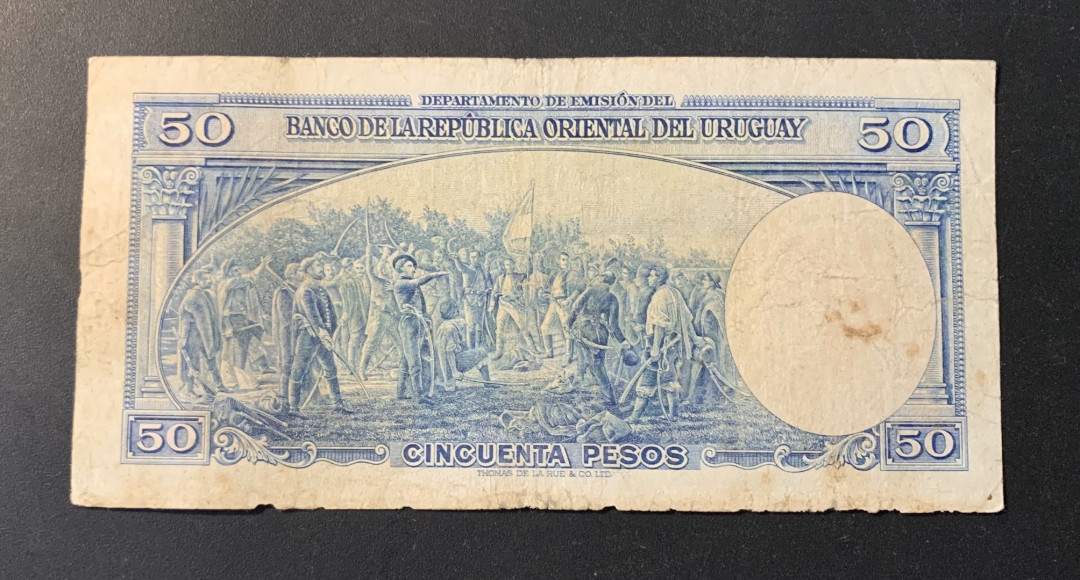 DEPARTAMENTO DE EMISIÓN DEL
50 BANCO DE LA REPÚBLICA ORIENTAL DEL URUGUAY 50
50 CINCUENTA PESOS 50
THOMAS DE LA RUE & CO. LTD.